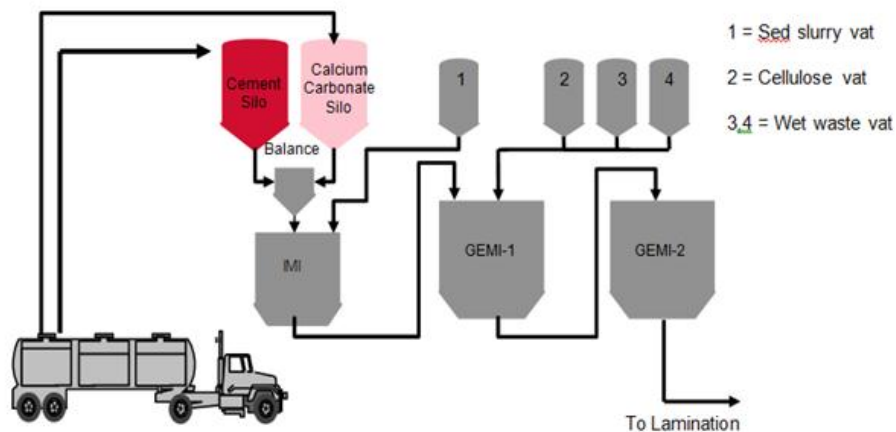 Cement
Silo
Calcium
Carbonate
Silo
Balance
1
2
3
4
IMI
GEMI-1
GEMI-2
To Lamination
1 = Sed slurry vat
2 = Cellulose vat
3,4 = Wet waste vat